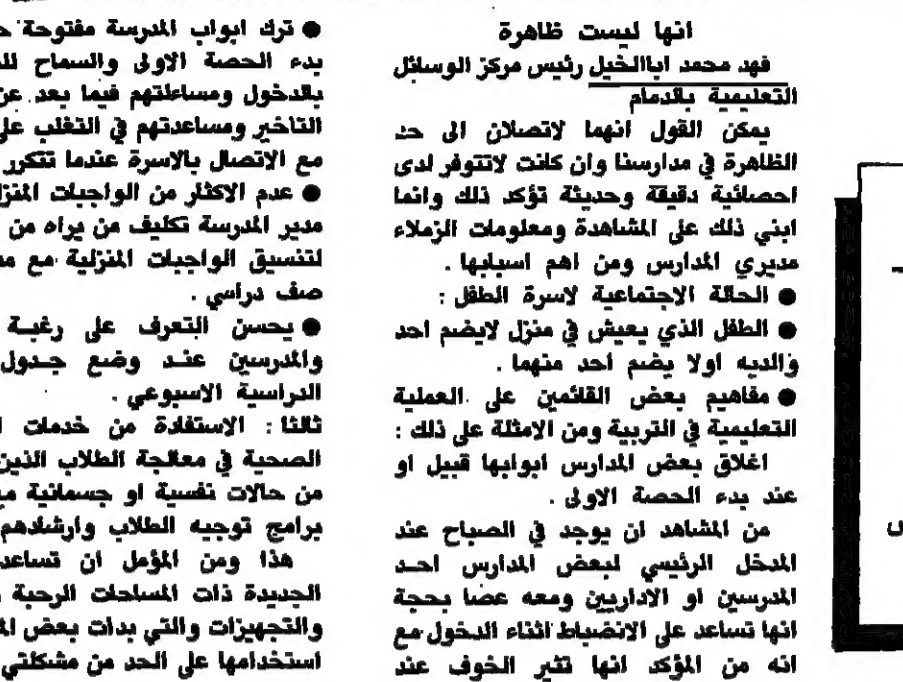 انها ليست ظاهرة
فهد محمد اباالخيل رئيس مركز الوسائل
التعليمية بالدمام
يمكن القول انهما لاتصلان الى حد
الظاهرة في مدارسنا وان كانت لاتتوفر لدى
احصائية دقيقة وحديثة تؤكد ذلك وانما
ابني ذلك على المشاهدة ومعلومات الزملاء
مديري المدارس ومن اهم اسبابها .
● الحالة الاجتماعية لاسرة الطفل :
● الطفل الذي يعيش في منزل لايضم احد
والديه اولا يضم احد منهما .
● مفاهيم بعض القائمين على العملية
التعليمية في التربية ومن الامثلة على ذلك :
اغلاق بعض المدارس ابوابها قبيل او
عند بدء الحصة الاولى .
من المشاهد ان يوجد في الصباح عند
المدخل الرئيسي لبعض المدارس احد
المدرسين او الاداريين ومعه عصا بحجة
انها تساعد على الانضباط اثناء الدخول مع
انه من المؤكد انها تثير الخوف عند
● ترك ابواب المدرسة مفتوحة
بدء الحصة الاولى والسماح
بالدخول ومساءلتهم فيما بعد عن
التاخير ومساعدتهم في التغلب
مع الاتصال بالاسرة عندما تتكرر
● عدم الاكثار من الواجبات
مدير المدرسة تكليف من يراه من
لتنسيق الواجبات المنزلية مع
صف دراسي .
● يحسن التعرف على رغبة
والمدرسين عند وضع جدول
الدراسية الاسبوعي .
ثالثا : الاستفادة من خدمات
الصحية في معالجة الطلاب الذين
من حالات نفسية او جسمانية
برامج توجيه الطلاب وارشادهم
هذا ومن المؤمل ان تساعد
الجديدة ذات المساحات الرحبة
والتجهيزات والتي بدات بعض
استخدامها على الحد من مشكلتي